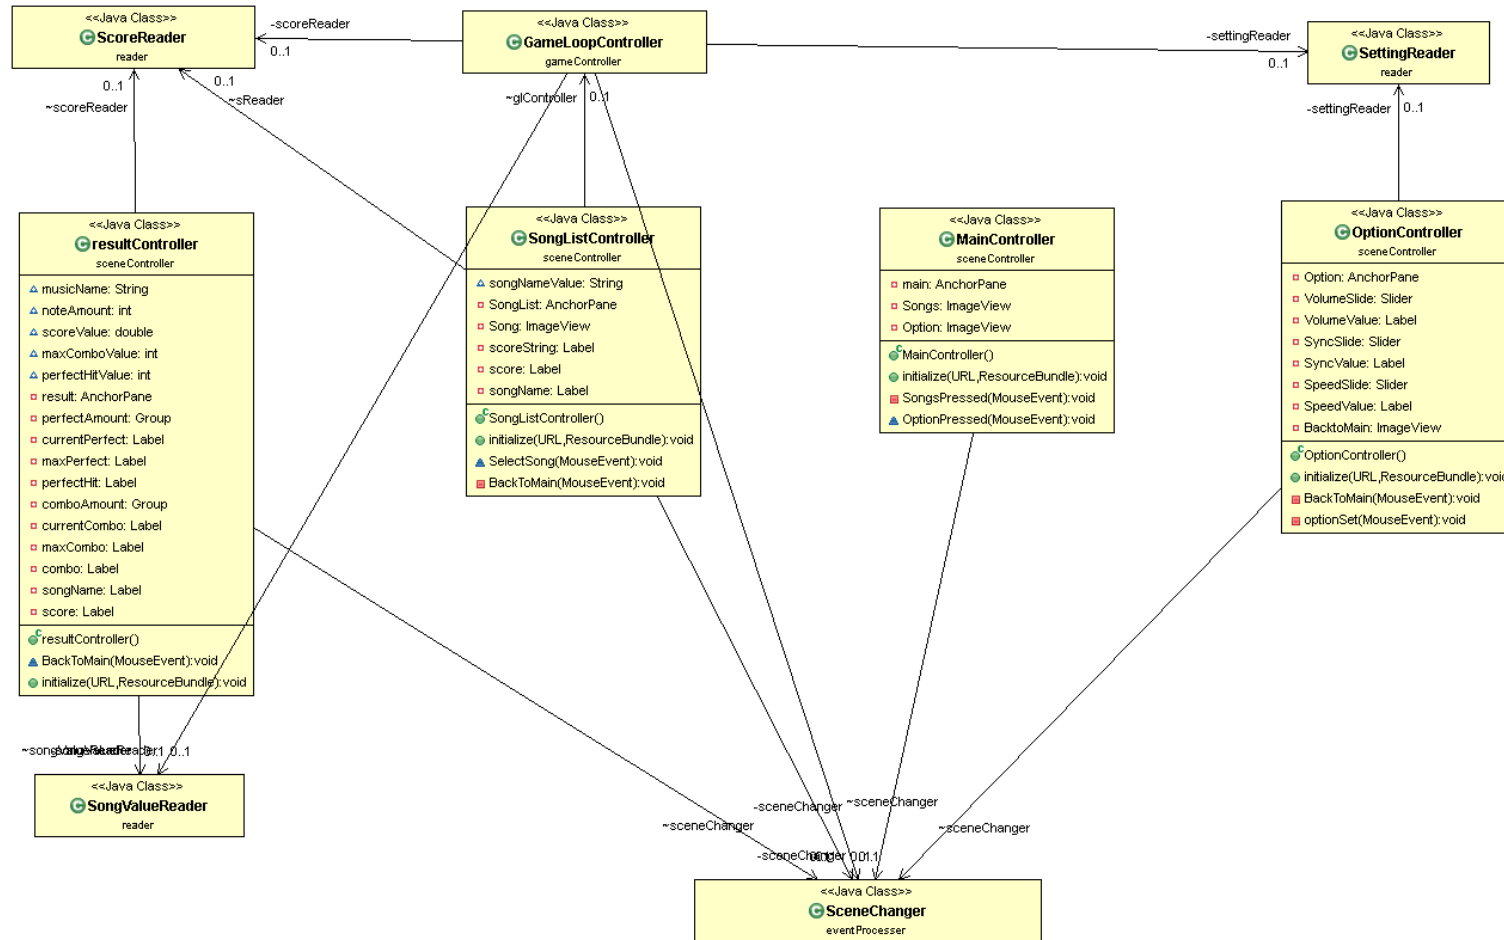 <<Java Class>>
ScoreReader
reader
<<Java Class>>
GameLoopController
gameController
<<Java Class>>
SettingReader
reader
-scoreReader
0..1
-settingReader
0..1
0..1
~scoreReader
0..1
~sReader
~glController
0..1
-settingReader
0..1
<<Java Class>>
resultController
sceneController
musicName: String
noteAmount: int
scoreValue: double
maxComboValue: int
perfectHitValue: int
result: AnchorPane
perfectAmount: Group
currentPerfect: Label
maxPerfect: Label
perfectHit: Label
comboAmount: Group
currentCombo: Label
maxCombo: Label
combo: Label
songName: Label
score: Label
resultController()
BackToMain(MouseEvent):void
initialize(URL,ResourceBundle):void
<<Java Class>>
SongListController
sceneController
songNameValue: String
SongList: AnchorPane
Song: ImageView
scoreString: Label
score: Label
songName: Label
SongListController()
initialize(URL,ResourceBundle):void
SelectSong(MouseEvent):void
BackToMain(MouseEvent):void
<<Java Class>>
MainController
sceneController
main: AnchorPane
Songs: ImageView
Option: ImageView
MainController()
initialize(URL,ResourceBundle):void
SongsPressed(MouseEvent):void
OptionPressed(MouseEvent):void
<<Java Class>>
OptionController
sceneController
Option: AnchorPane
VolumeSlide: Slider
VolumeValue: Label
SyncSlide: Slider
SyncValue: Label
SpeedSlide: Slider
SpeedValue: Label
BacktoMain: ImageView
OptionController()
initialize(URL,ResourceBundle):void
BackToMain(MouseEvent):void
optionSet(MouseEvent):void
0..1
<<Java Class>>
SongValueReader
reader
-sceneChanger
~sceneChanger
~sceneChanger
~sceneChanger
-sceneChanger
<<Java Class>>
SceneChanger
eventProcesser